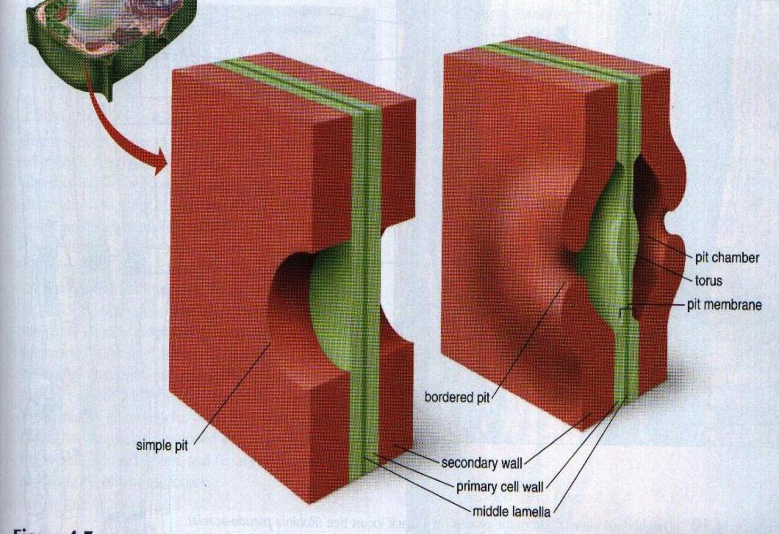 pit chamber
torus
pit membrane
bordered pit
simple pit
secondary wall
primary cell wall
middle lamella